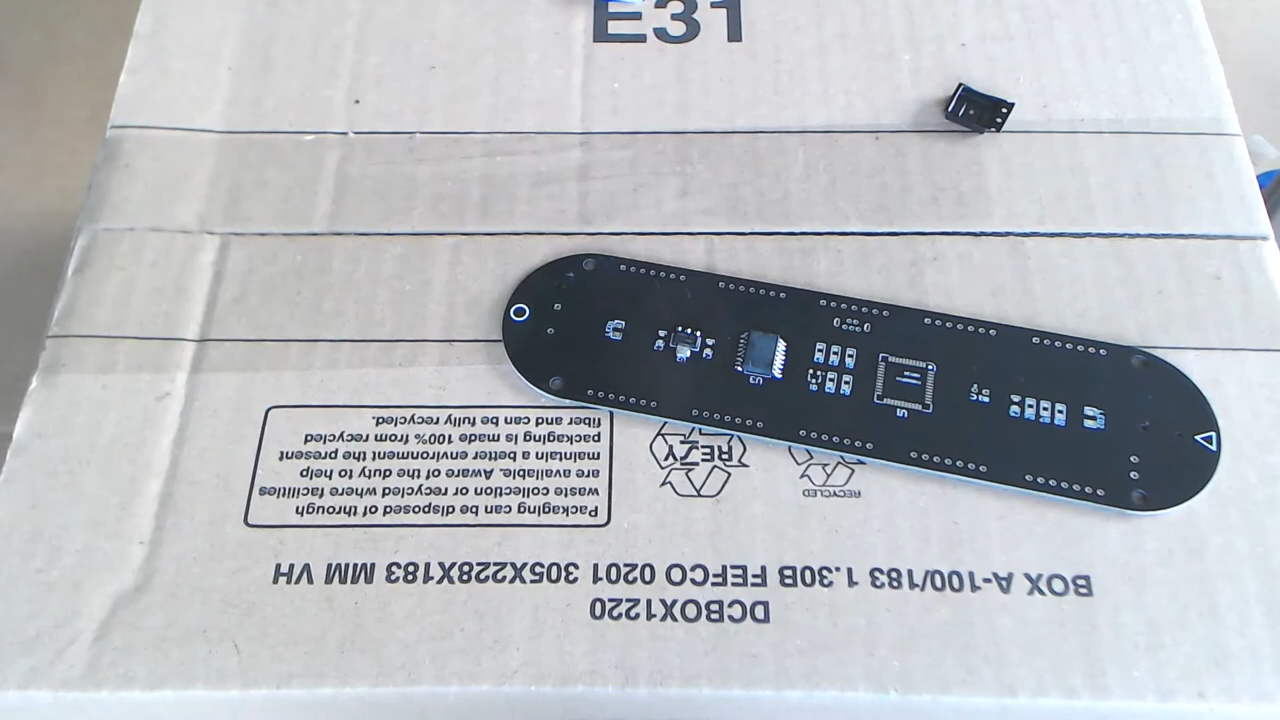 E31
Packaging can be disposed of through
waste collection or recycled where facilities
are available. Aware of the duty to help
maintain a better environment the present
packaging is made from 100% recycled
fiber and can be fully recycled.
RESY
RECYCLED
BOX A-100/183 1.30B FEFCO 0201 305X228X183 MM VH
DCBOX1220
U3
U1